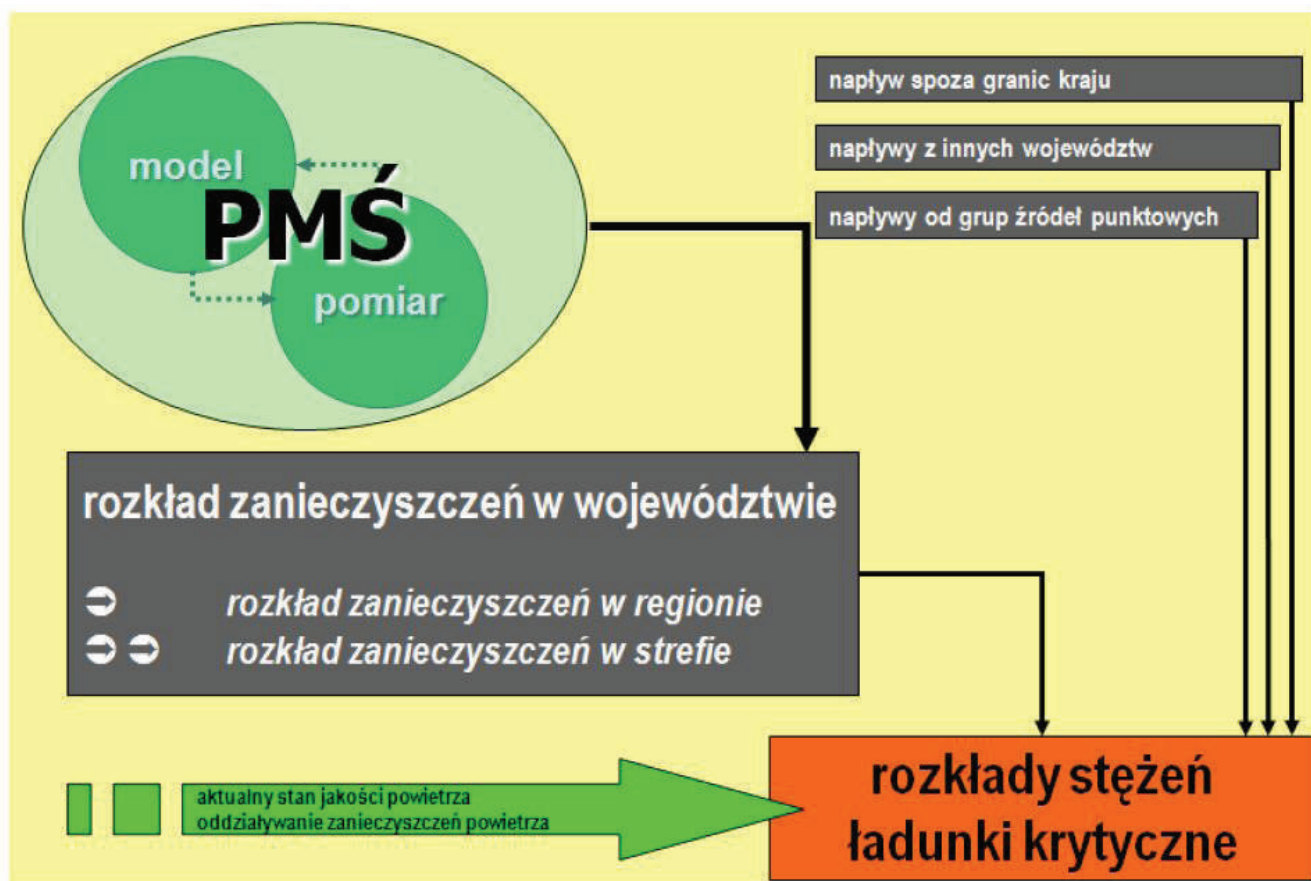 model
PMŚ
pomiar
napływ spoza granic kraju
napływy z innych województw
napływy od grup źródeł punktowych
rozkład zanieczyszczeń w województwie
rozkład zanieczyszczeń w regionie
rozkład zanieczyszczeń w strefie
aktualny stan jakości powietrza
oddziaływanie zanieczyszczeń powietrza
rozkłady stężeń
ładunki krytyczne